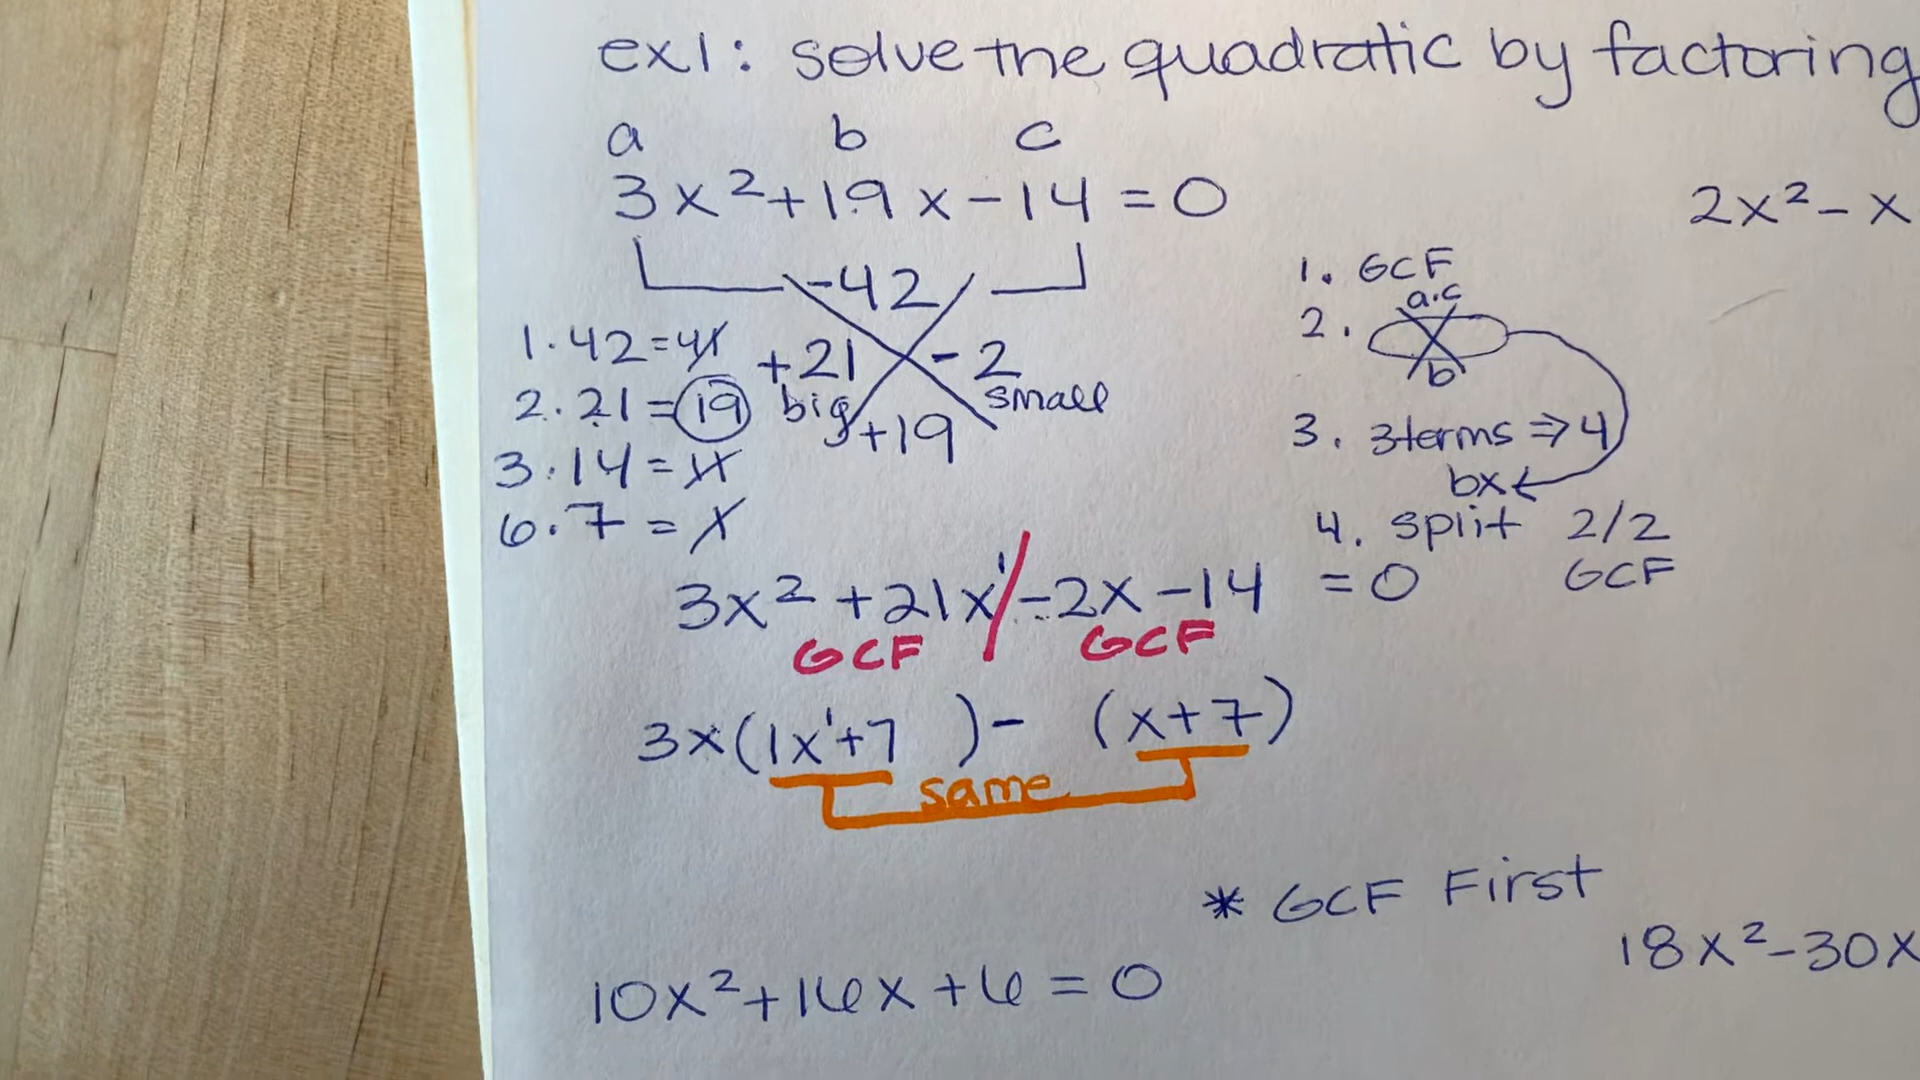 ex1: solve the quadratic by factoring
a b c
3x²+19x-14=0
2x²-x
-42
1·42=41
2·21=19
3·14=11
6·7=1
+21 -2
big small
+19
1. GCF
2. a·c
b
3. 3terms ⇒ 4
bx
4. split 2/2
GCF
3x²+21x'-2x-14 =0
GCF GCF
3x(1x'+7 )- (x+7)
same
* GCF First
10x²+16x+6=0
18x²-30x